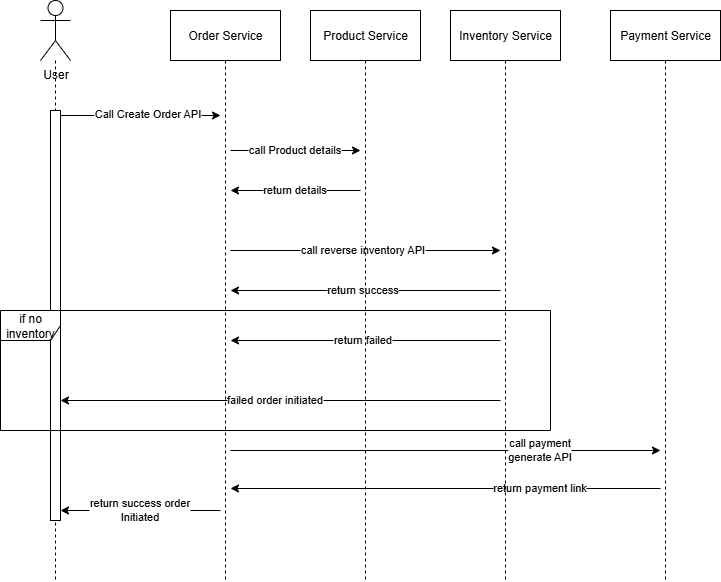 Order Service
Product Service
Inventory Service
Payment Service
User
Call Create Order API
call Product details
return details
call reverse inventory API
return success
if no
inventory
return failed
failed order initiated
call payment
generate API
return payment link
return success order
Initiated